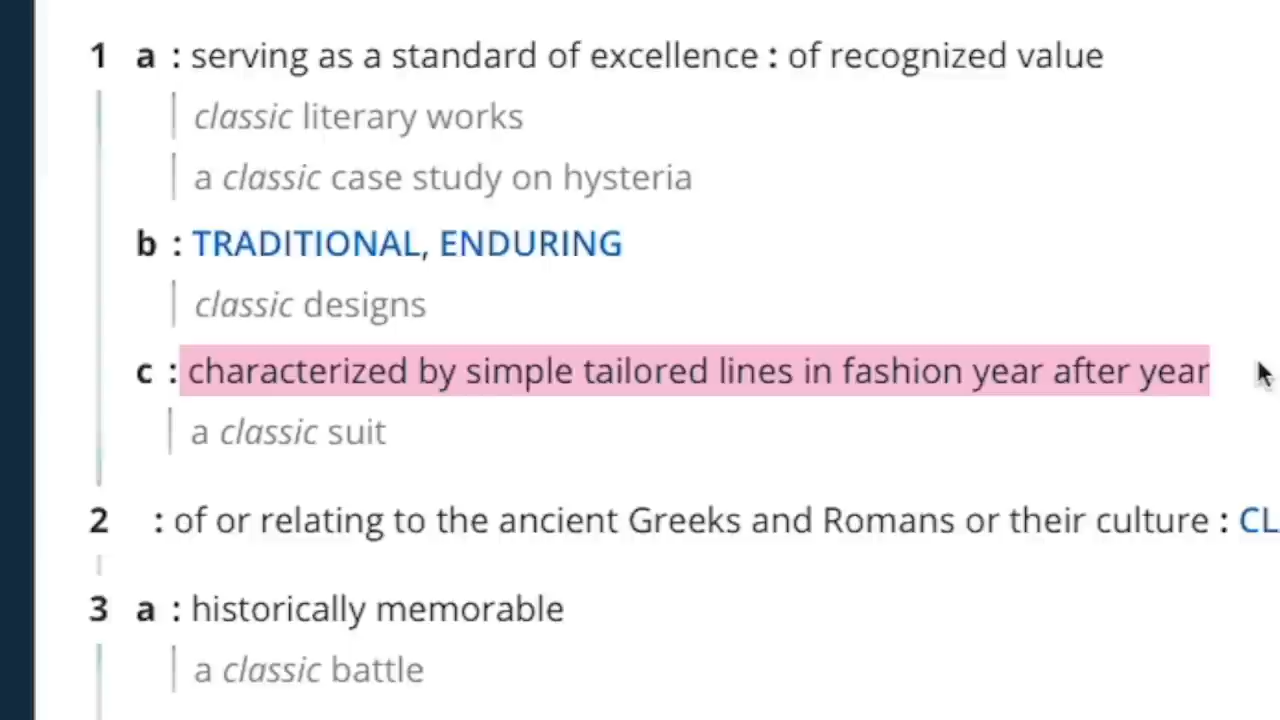 1 a : serving as a standard of excellence : of recognized value
classic literary works
a classic case study on hysteria
b : TRADITIONAL, ENDURING
classic designs
c : characterized by simple tailored lines in fashion year after year
a classic suit
2 : of or relating to the ancient Greeks and Romans or their culture : CL
3 a : historically memorable
a classic battle